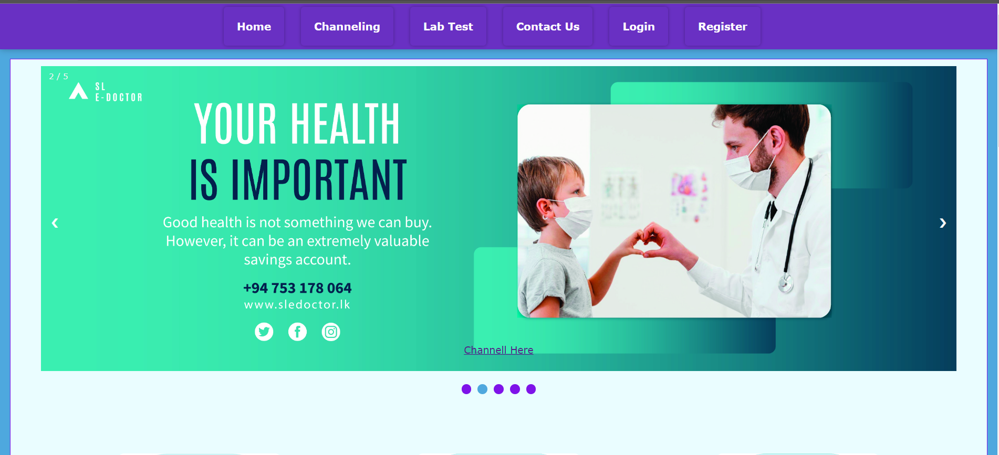 Home Channeling Lab Test Contact Us Login Register
2 / 5
SL
E-DOCTOR
YOUR HEALTH
IS IMPORTANT
Good health is not something we can buy.
However, it can be an extremely valuable
savings account.
+94 753 178 064
www.sledoctor.lk
Channell Here